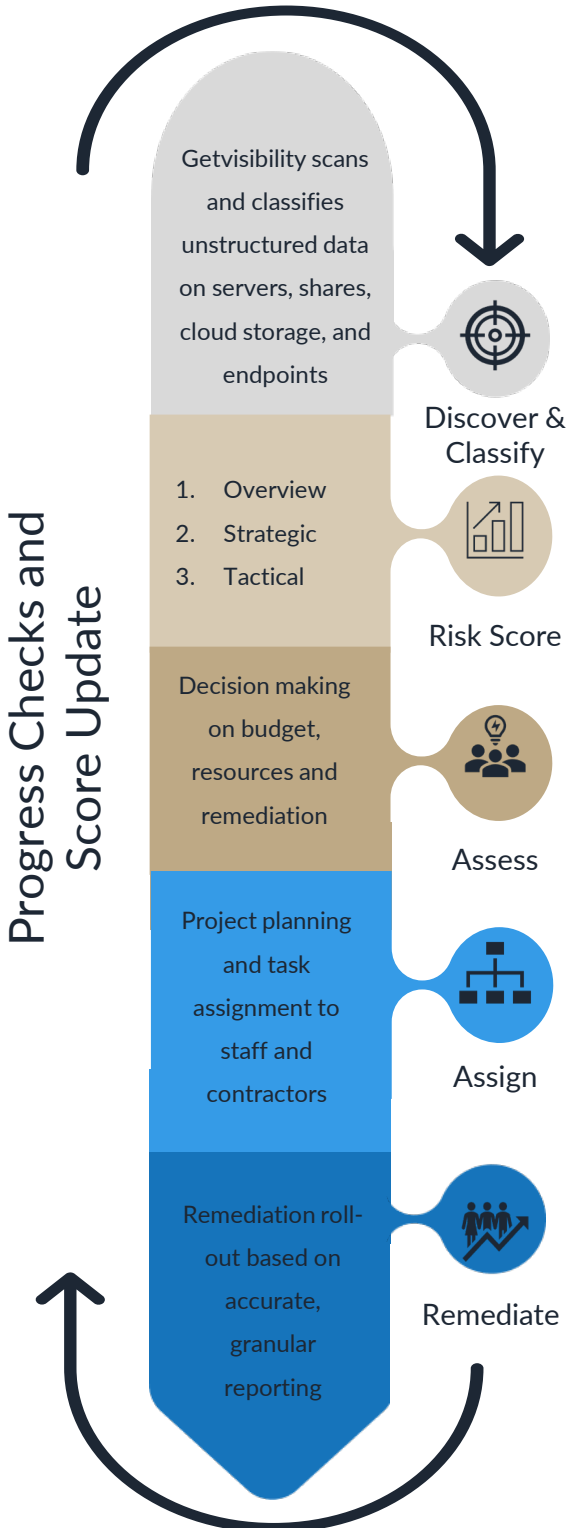 Getvisibility scans
and classifies
unstructured data
on servers, shares,
cloud storage, and
endpoints
Discover &
Classify
1. Overview
2. Strategic
3. Tactical
Risk Score
Progress Checks and
Score Update
Decision making
on budget,
resources and
remediation
Assess
Project planning
and task
assignment to
staff and
contractors
Assign
Remediation roll-
out based on
accurate,
granular
reporting
Remediate